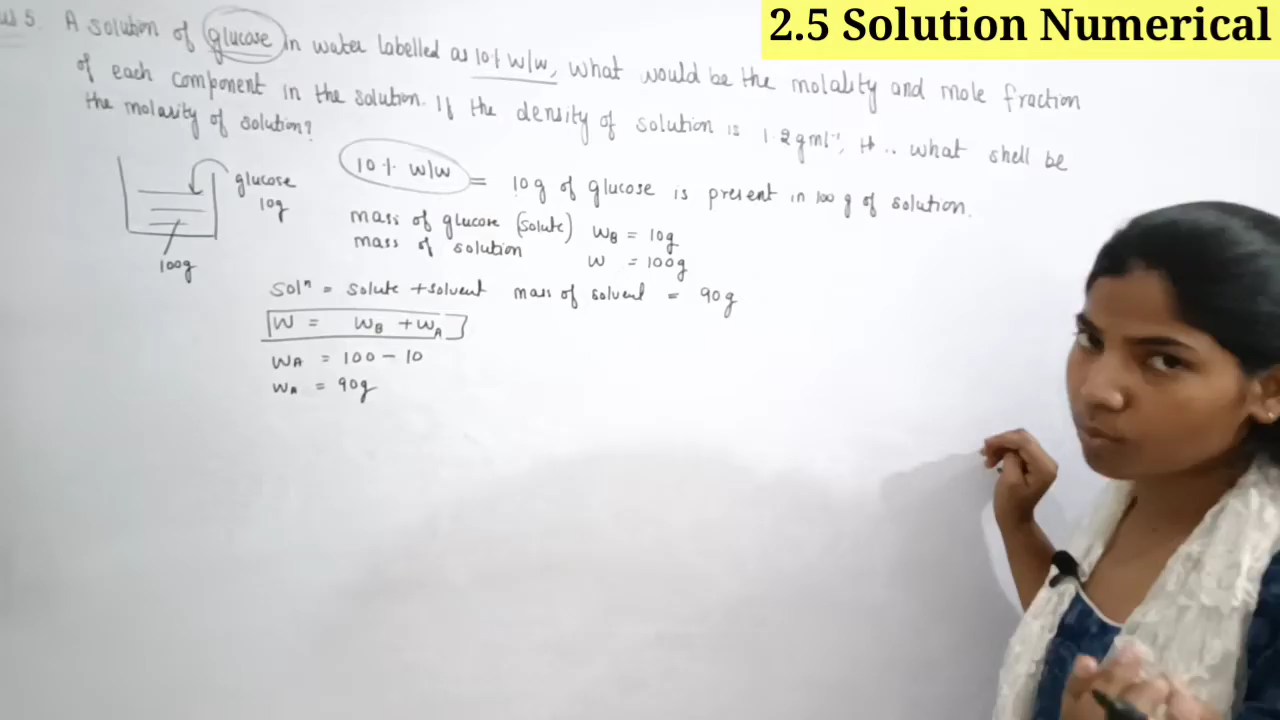 2.5 Solution Numerical
5. A solution of glucose in water labelled as 10% w/w, What would be the molality and mole fraction
of each component in the solution. If the density of solution is 1.2 gml⁻¹, .. what shall be
the molarity of solution?
10% w/w = 10g of glucose is present in 100 g of solution.
glucose
10g
100g
mass of glucose (solute) WB = 10g
mass of solution W = 100g
Solⁿ = Solute + solvent mass of solvent = 90g
W = WB + WA
WA = 100 - 10
WA = 90g